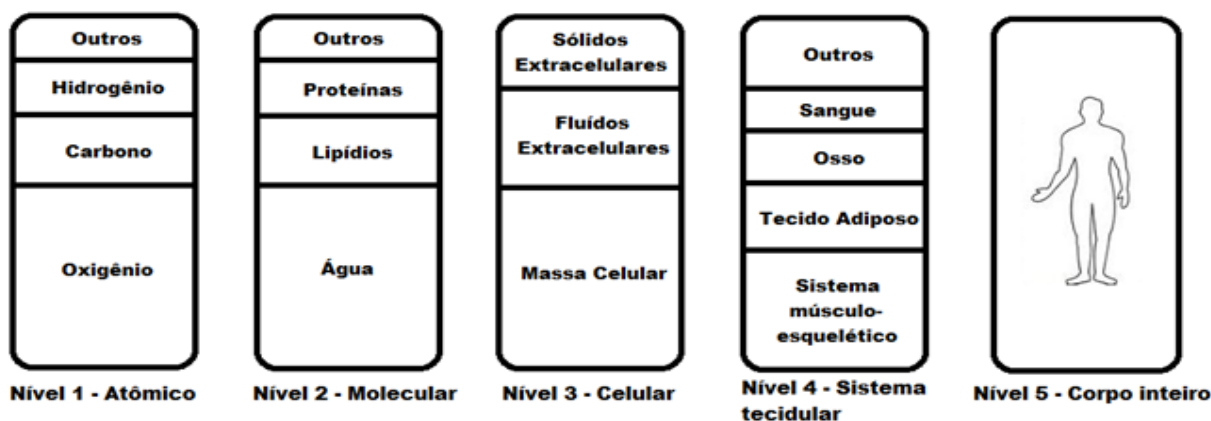 Outros
Hidrogênio
Carbono
Oxigênio
Nível 1 - Atômico
Outros
Proteínas
Lipídios
Água
Nível 2 - Molecular
Sólidos
Extracelulares
Fluídos
Extracelulares
Massa Celular
Nível 3 - Celular
Outros
Sangue
Osso
Tecido Adiposo
Sistema
músculo-
esquelético
Nível 4 - Sistema
tecidular
Nível 5 - Corpo inteiro